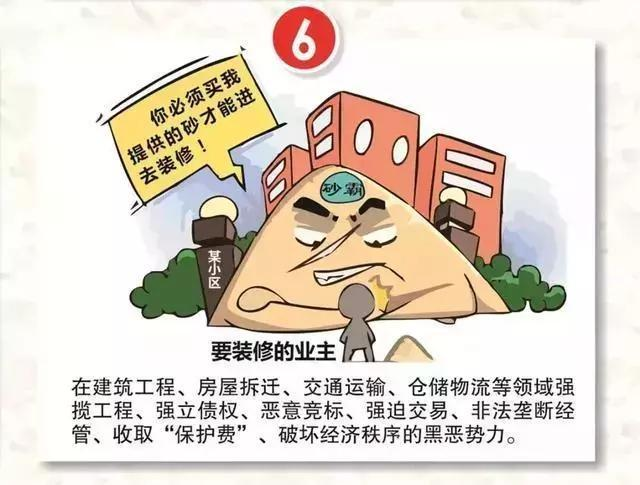 6
你必须买我
提供的砂才能进
去装修！
砂霸
某小区
要装修的业主
在建筑工程、房屋拆迁、交通运输、仓储物流等领域强
揽工程、强立债权、恶意竞标、强迫交易、非法垄断经
管、收取“保护费”、破坏经济秩序的黑恶势力。